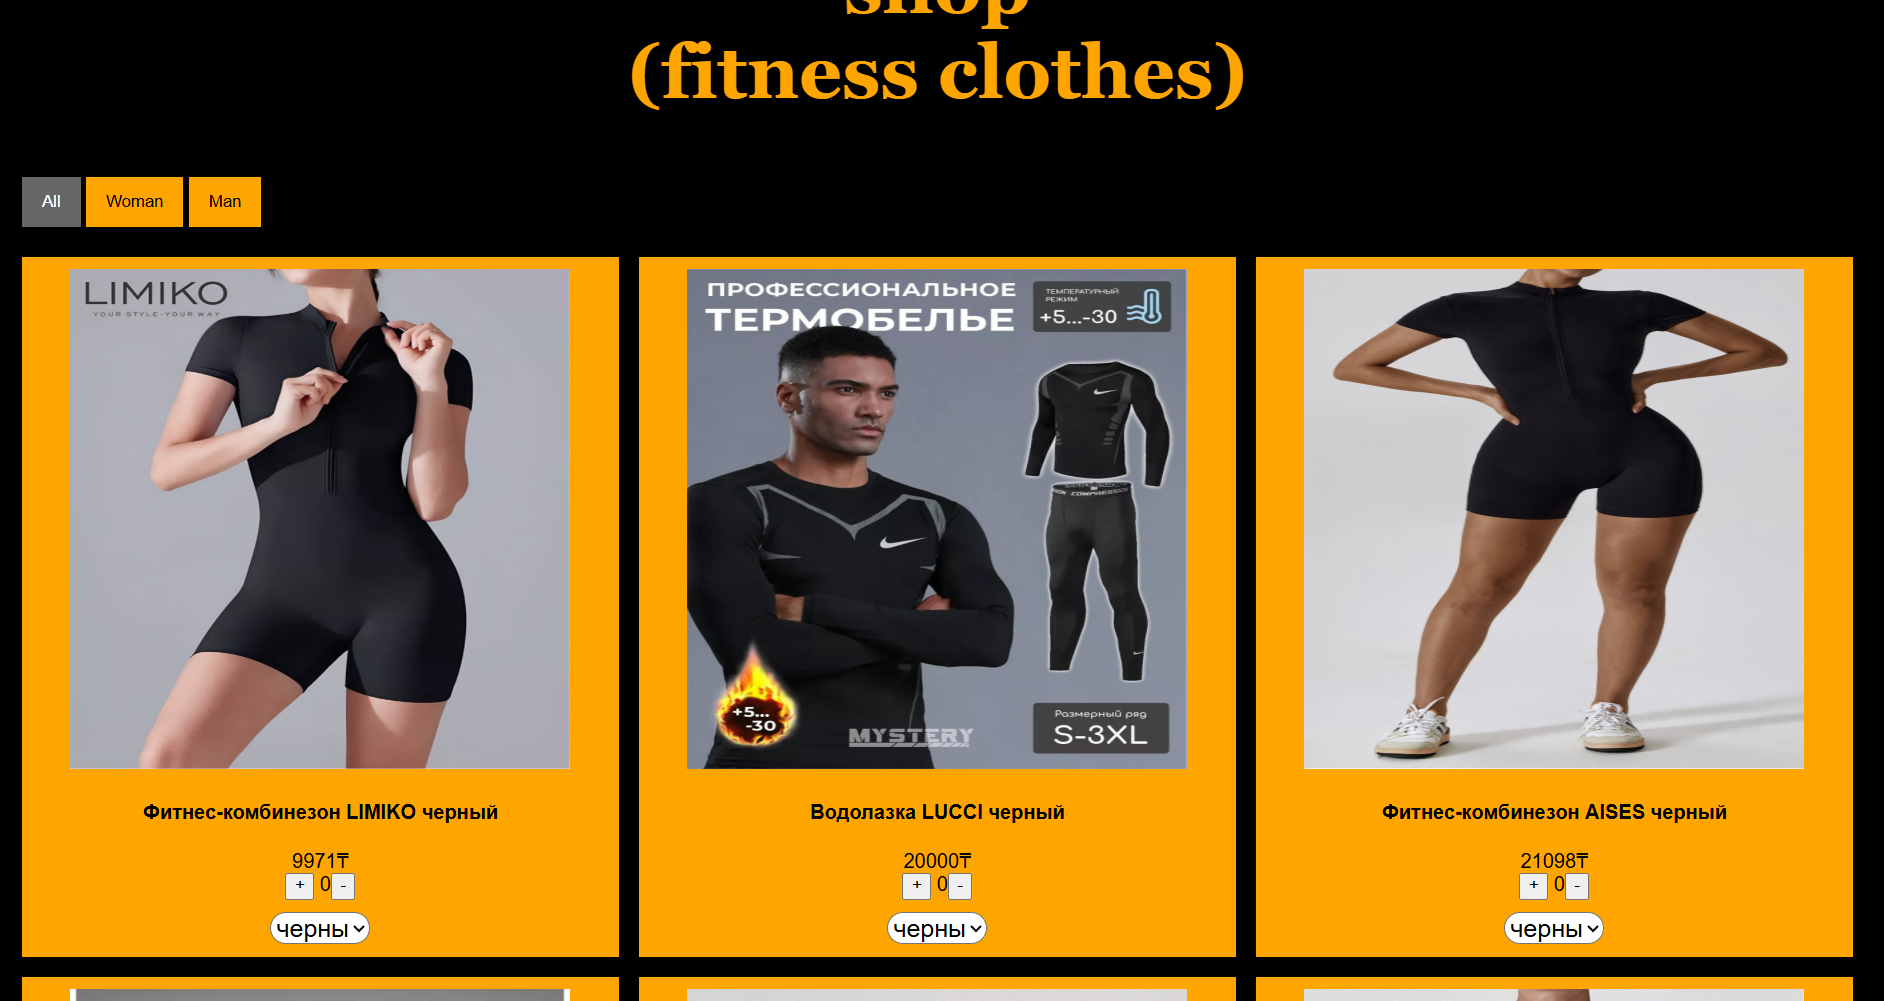 shop
(fitness clothes)
All
Woman
Man
LIMIKO
YOUR STYLE-YOUR WAY
ПРОФЕССИОНАЛЬНОЕ
ТЕРМОБЕЛЬЕ
ТЕМПЕРАТУРНЫЙ
РЕЖИМ
+5...-30
COMPRESSION
+5...
-30
MYSTERY
Размерный ряд
S-3XL
Фитнес-комбинезон LIMIKO черный
9971₸
+ 0 -
черны
Водолазка LUCCI черный
20000₸
+ 0 -
черны
Фитнес-комбинезон AISES черный
21098₸
+ 0 -
черны